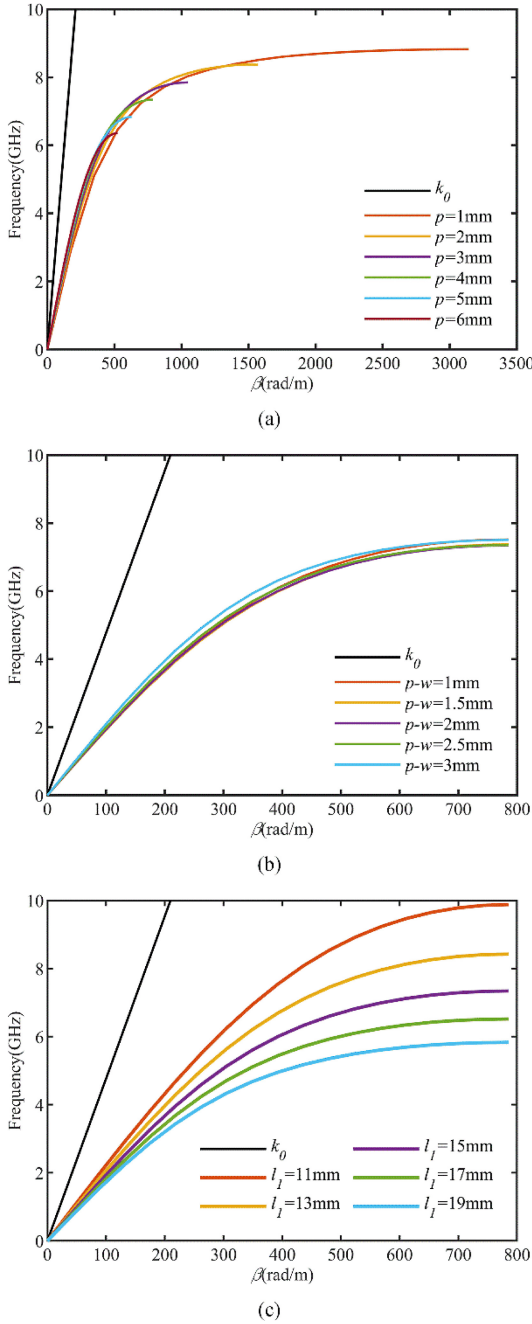 10
8
6
4
2
0
Frequency(GHz)
k0
p=1mm
p=2mm
p=3mm
p=4mm
p=5mm
p=6mm
0 500 1000 1500 2000 2500 3000 3500
β(rad/m)
(a)
10
8
6
4
2
0
Frequency(GHz)
k0
p-w=1mm
p-w=1.5mm
p-w=2mm
p-w=2.5mm
p-w=3mm
0 100 200 300 400 500 600 700 800
β(rad/m)
(b)
10
8
6
4
2
0
Frequency(GHz)
k0 l1=15mm
l1=11mm l1=17mm
l1=13mm l1=19mm
0 100 200 300 400 500 600 700 800
β(rad/m)
(c)